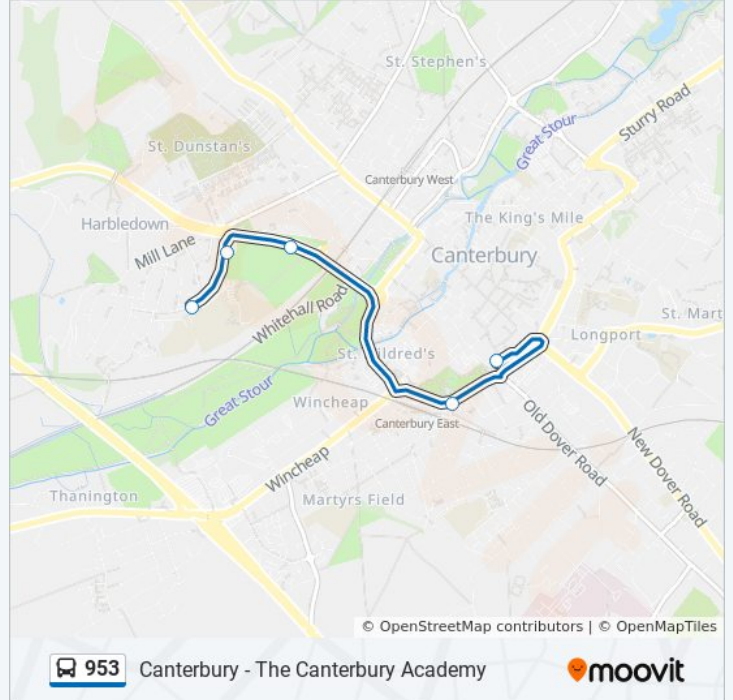 St. Stephen's
Sturry Road
Great Stour
St. Dunstan's
Canterbury West
The King's Mile
Harbledown
Mill Lane
Canterbury
Whitehall Road
St. Mart
Longport
St. Mildred's
Great Stour
Wincheap
Canterbury East
Old Dover Road
New Dover Road
Wincheap
Thanington
Martyrs Field
© OpenStreetMap contributors | © OpenMapTiles
953 Canterbury - The Canterbury Academy
moovit